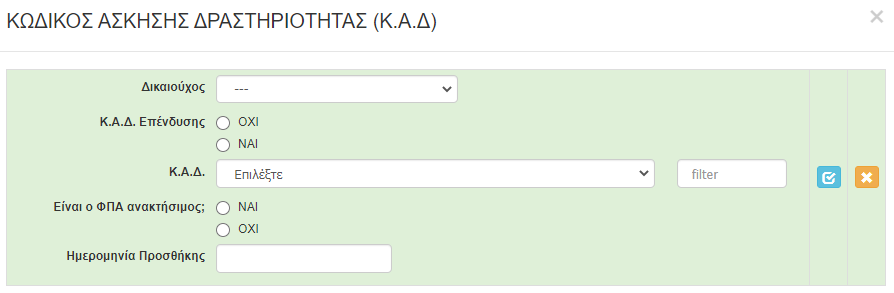 ΚΩΔΙΚΟΣ ΑΣΚΗΣΗΣ ΔΡΑΣΤΗΡΙΟΤΗΤΑΣ (Κ.Α.Δ)
Δικαιούχος ---
Κ.Α.Δ. Επένδυσης ΟΧΙ
ΝΑΙ
Κ.Α.Δ. Επιλέξτε filter
Είναι ο ΦΠΑ ανακτήσιμος; ΝΑΙ
ΟΧΙ
Ημερομηνία Προσθήκης